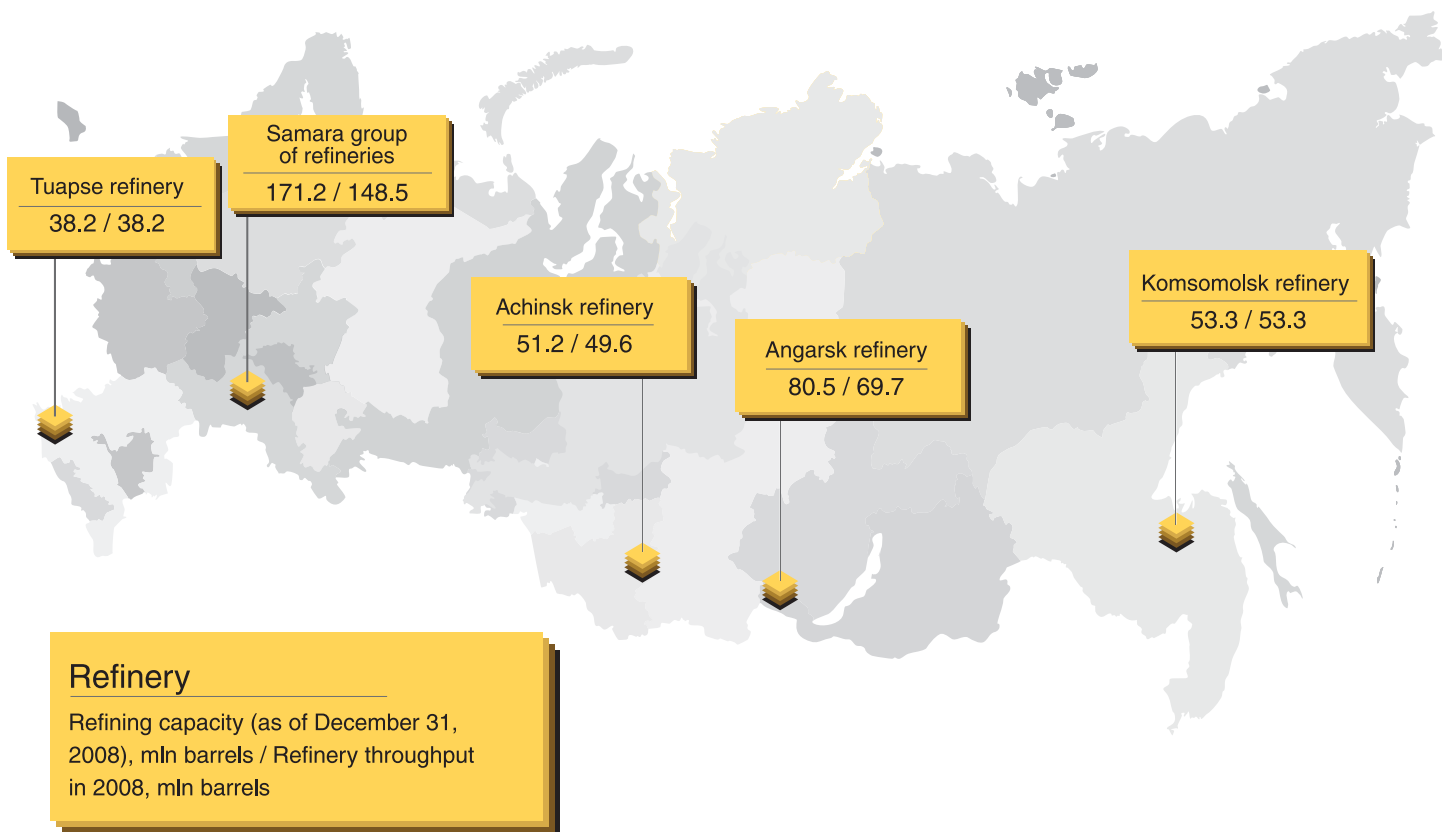 Samara group
of refineries
171.2 / 148.5
Tuapse refinery
38.2 / 38.2
Achinsk refinery
51.2 / 49.6
Angarsk refinery
80.5 / 69.7
Komsomolsk refinery
53.3 / 53.3
Refinery
Refining capacity (as of December 31,
2008), mln barrels / Refinery throughput
in 2008, mln barrels